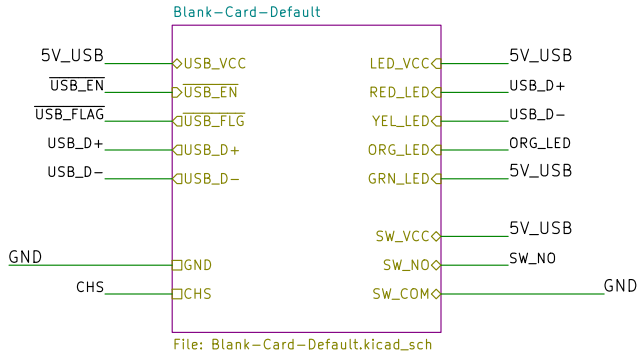 Blank-Card-Default
5V_USB USB_VCC LED_VCC 5V_USB
USB_EN USB_EN RED_LED USB_D+
USB_FLAG USB_FLG YEL_LED USB_D-
USB_D+ USB_D+ ORG_LED ORG_LED
USB_D- USB_D- GRN_LED 5V_USB
SW_VCC 5V_USB
GND GND SW_NO SW_NO
CHS CHS SW_COM GND
File: Blank-Card-Default.kicad_sch